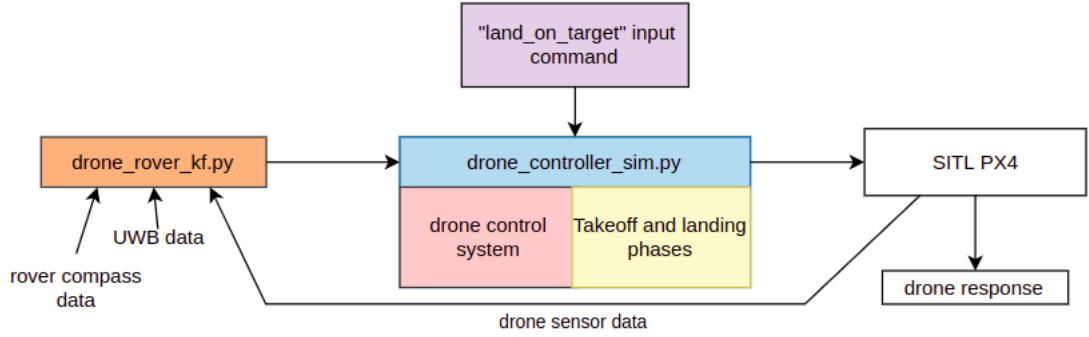 "land_on_target" input
command
drone_rover_kf.py
drone_controller_sim.py
SITL PX4
drone control
system
Takeoff and landing
phases
UWB data
rover compass
data
drone response
drone sensor data